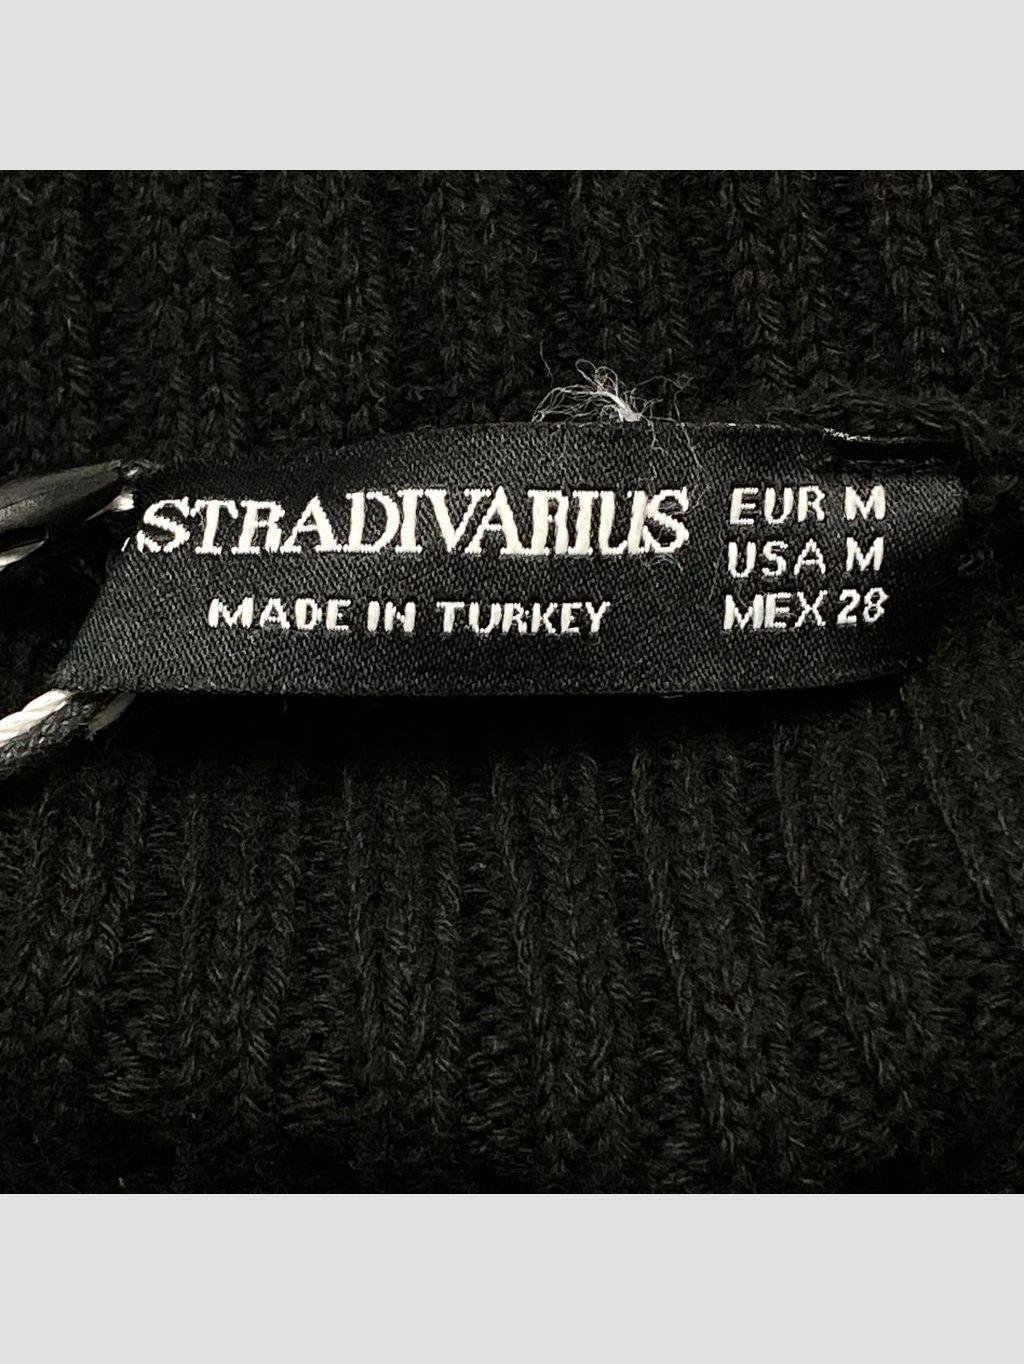 STRADIVARIUS
MADE IN TURKEY
EUR M
USA M
MEX 28